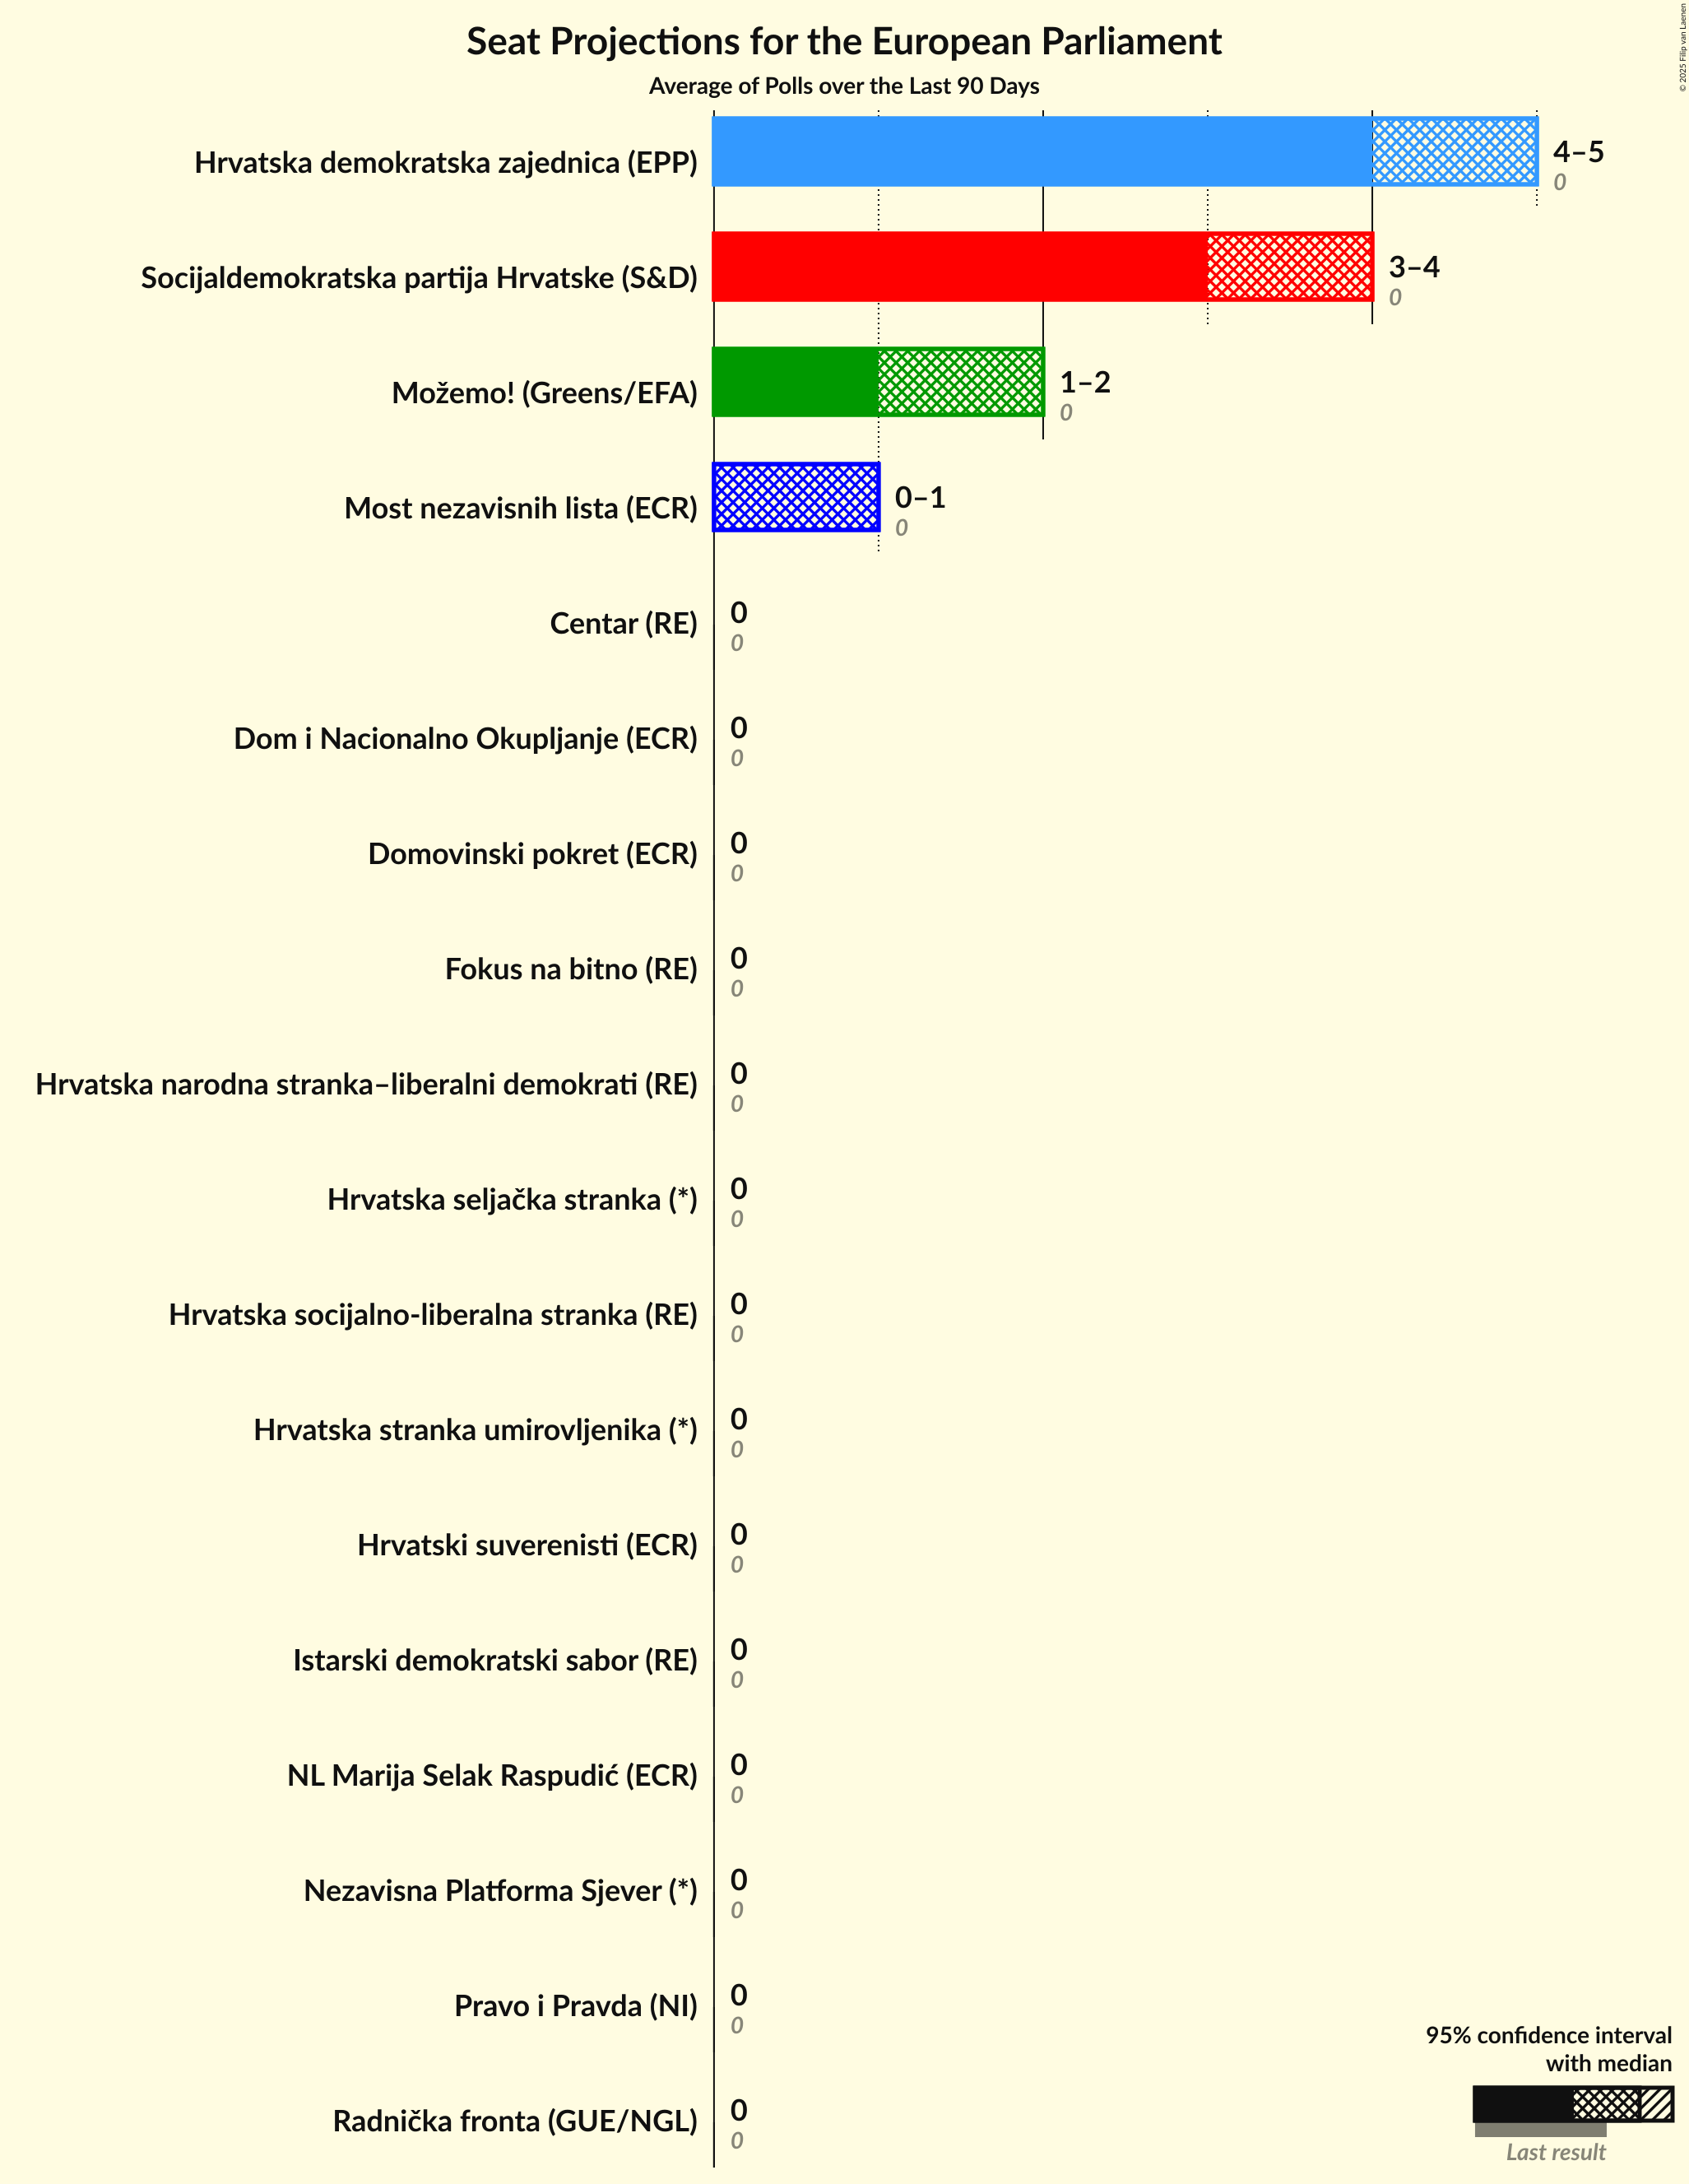 Seat Projections for the European Parliament
Average of Polls over the Last 90 Days
© 2025 Filip van Laenen
Hrvatska demokratska zajednica (EPP)
4–5
0
Socijaldemokratska partija Hrvatske (S&D)
3–4
0
Možemo! (Greens/EFA)
1–2
0
Most nezavisnih lista (ECR)
0–1
0
Centar (RE)
0
0
Dom i Nacionalno Okupljanje (ECR)
0
0
Domovinski pokret (ECR)
0
0
Fokus na bitno (RE)
0
0
Hrvatska narodna stranka–liberalni demokrati (RE)
0
0
Hrvatska seljačka stranka (*)
0
0
Hrvatska socijalno-liberalna stranka (RE)
0
0
Hrvatska stranka umirovljenika (*)
0
0
Hrvatski suverenisti (ECR)
0
0
Istarski demokratski sabor (RE)
0
0
NL Marija Selak Raspudić (ECR)
0
0
Nezavisna Platforma Sjever (*)
0
0
Pravo i Pravda (NI)
0
0
Radnička fronta (GUE/NGL)
0
0
95% confidence interval
with median
Last result